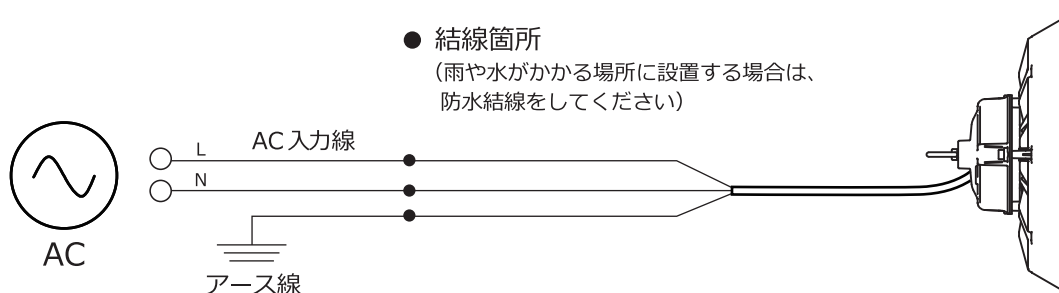 ● 結線箇所
（雨や水がかかる場所に設置する場合は、
防水結線をしてください）
AC入力線
L
N
AC
アース線